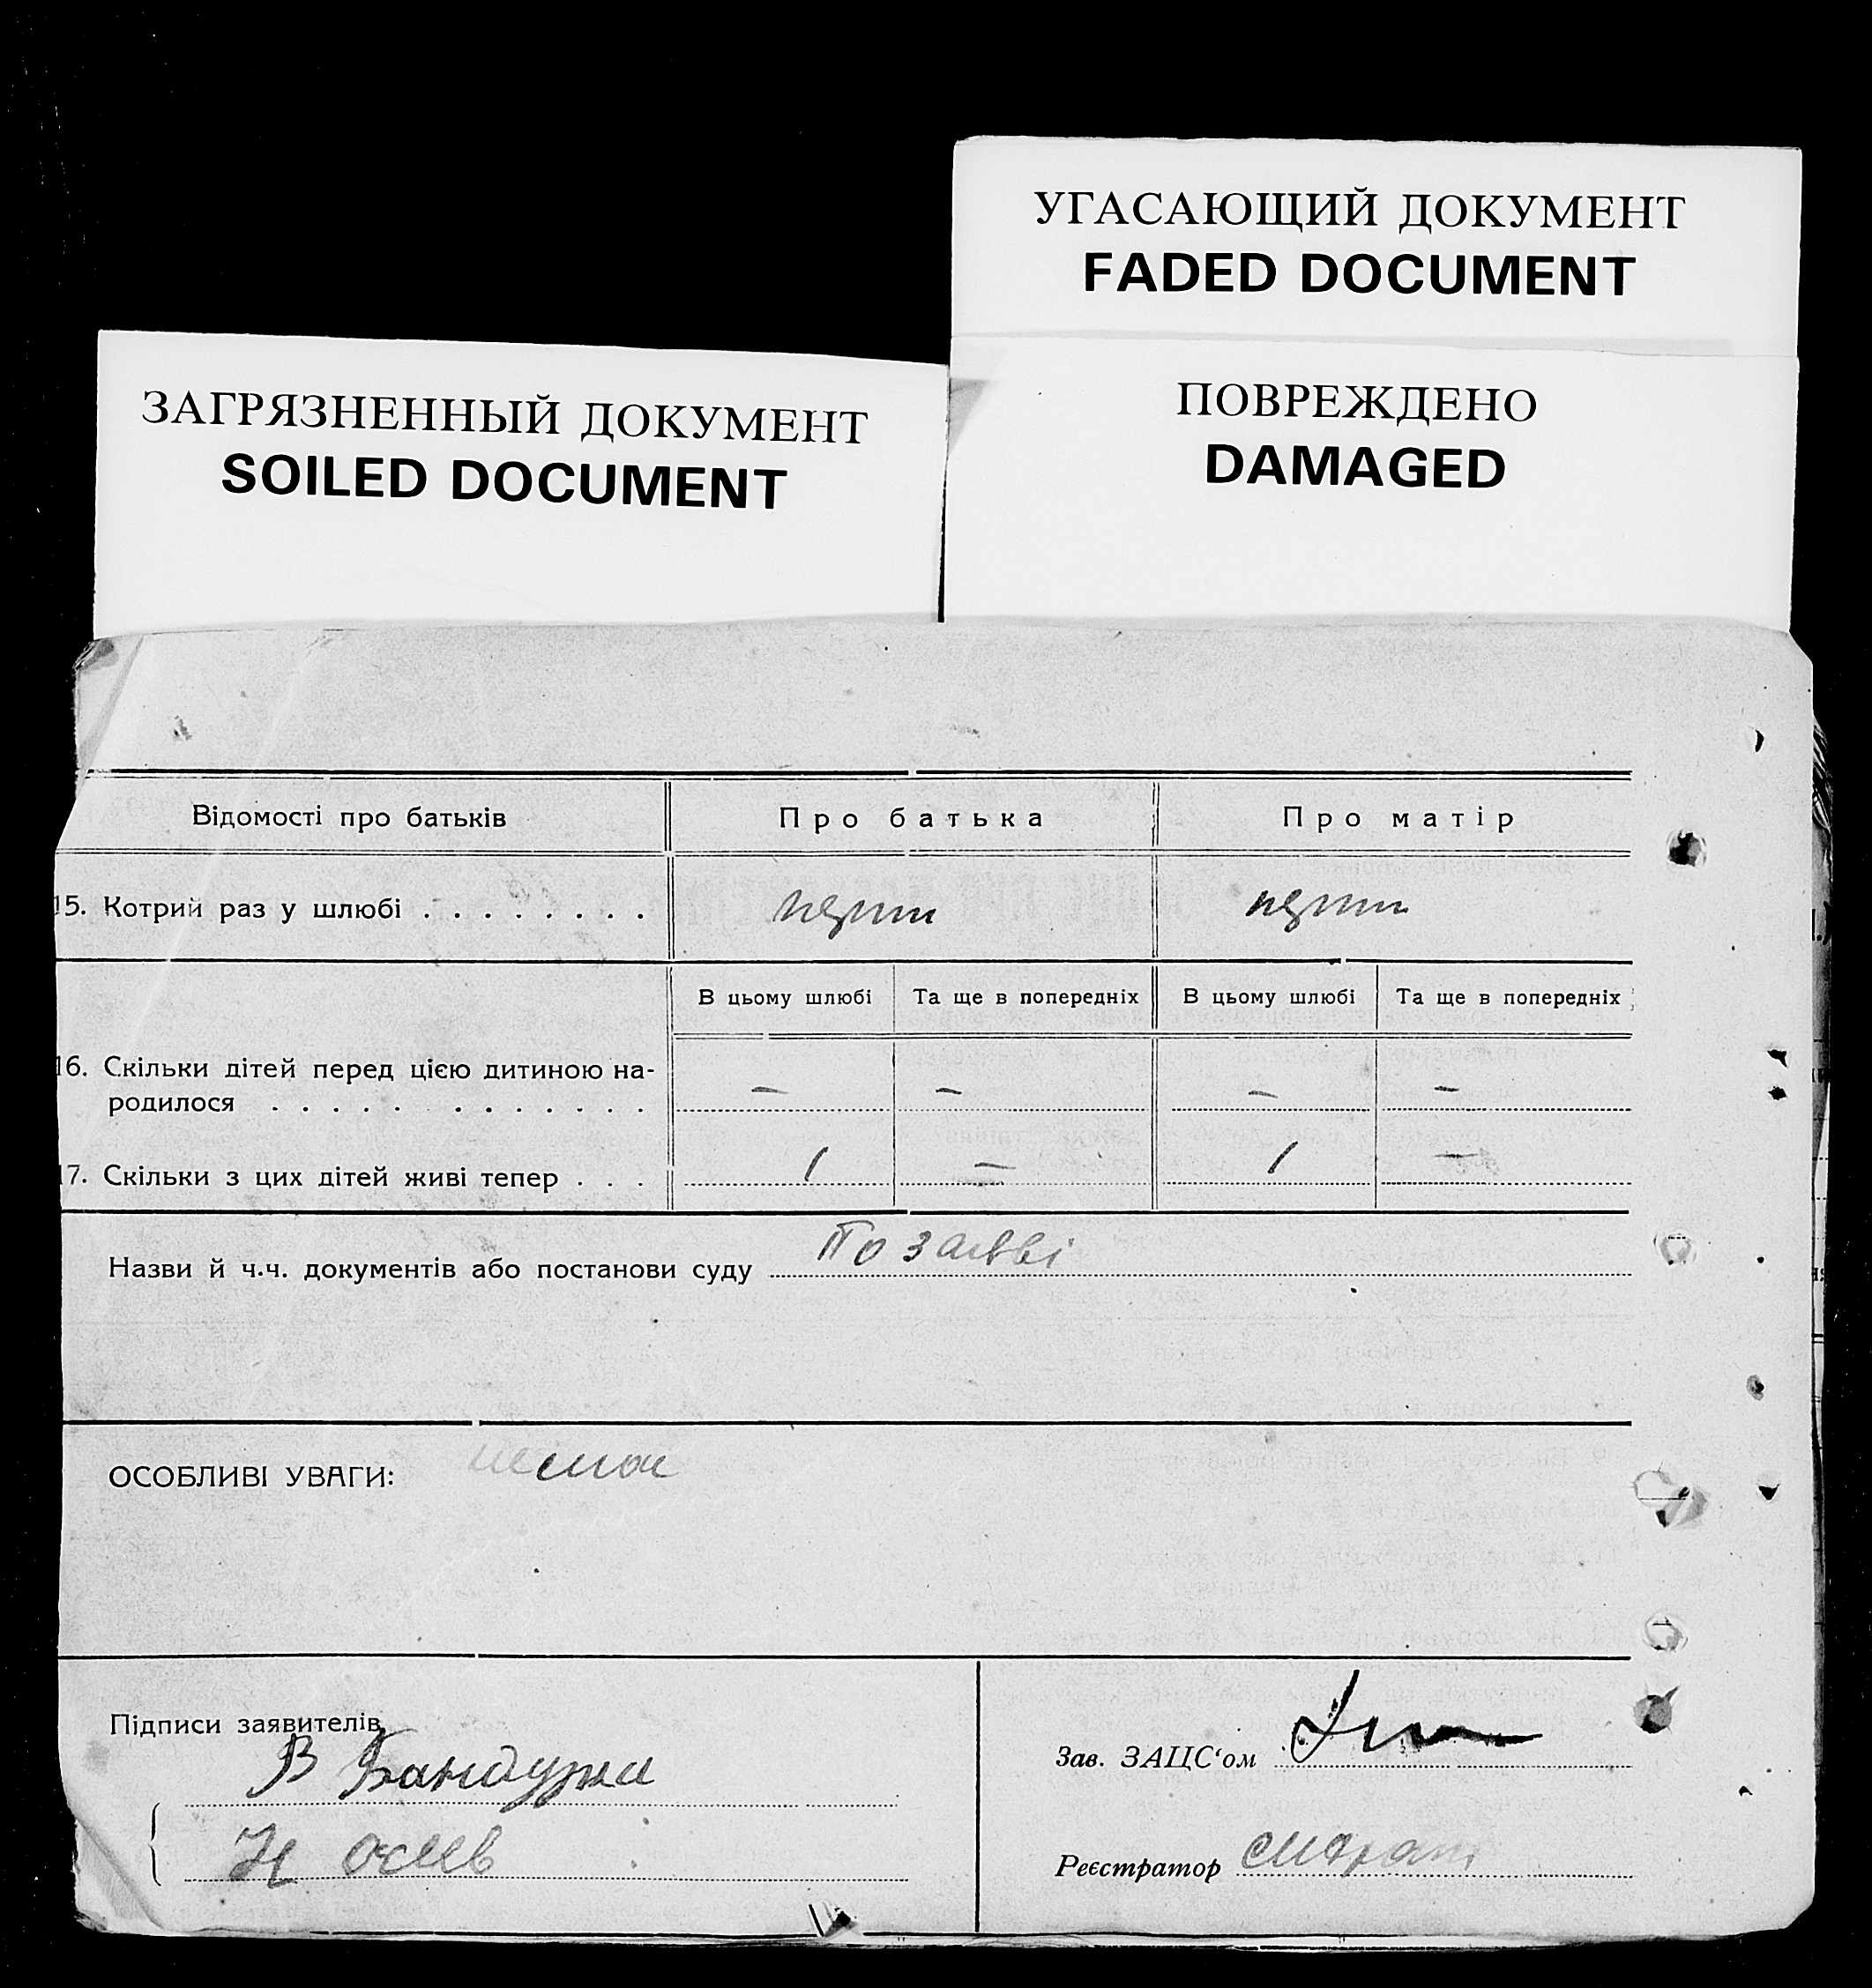 УГАСАЮЩИЙ ДОКУМЕНТ
FADED DOCUMENT
ЗАГРЯЗНЕННЫЙ ДОКУМЕНТ
SOILED DOCUMENT
ПОВРЕЖДЕНО
DAMAGED
Відомості про батьків Про батька Про матір
15. Котрий раз у шлюбі . . . . . . . . перш перш
В цьому шлюбі Та ще в попередніх В цьому шлюбі Та ще в попередніх
16. Скільки дітей перед цією дитиною на- — — — —
родилося . . . . . . . . . . . .
17. Скільки з цих дітей живі тепер . . . 1 — 1 —
Назви й ч.ч. документів або постанови суду По заяві
ОСОБЛИВІ УВАГИ:
Підписи заявителів
В Бандурка
Зав. ЗАЦС‘ом
Реєстратор